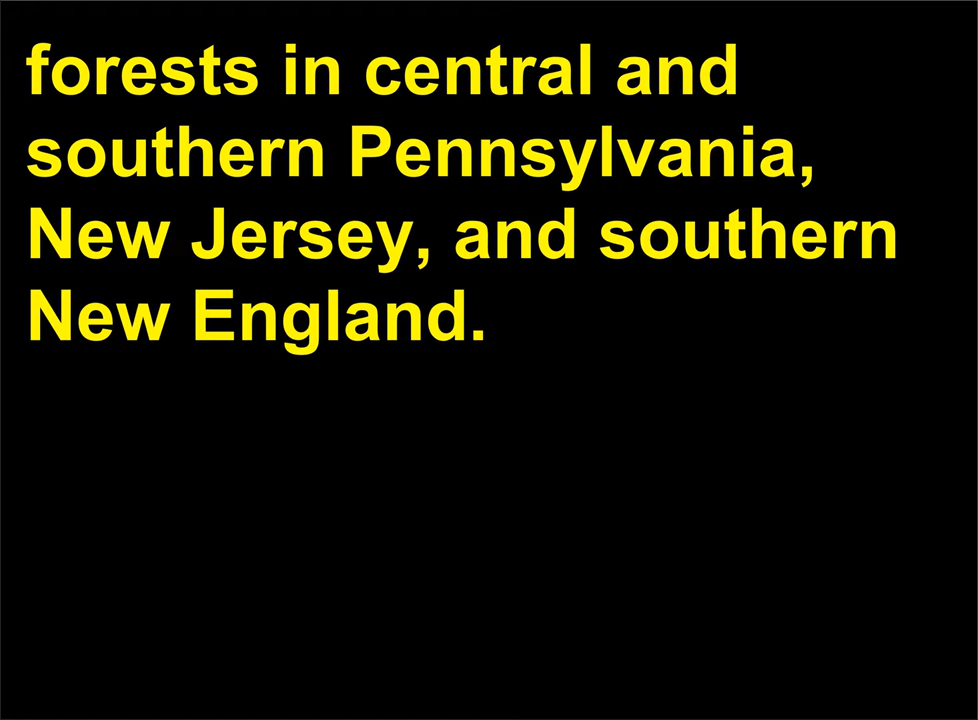 forests in central and
southern Pennsylvania,
New Jersey, and southern
New England.